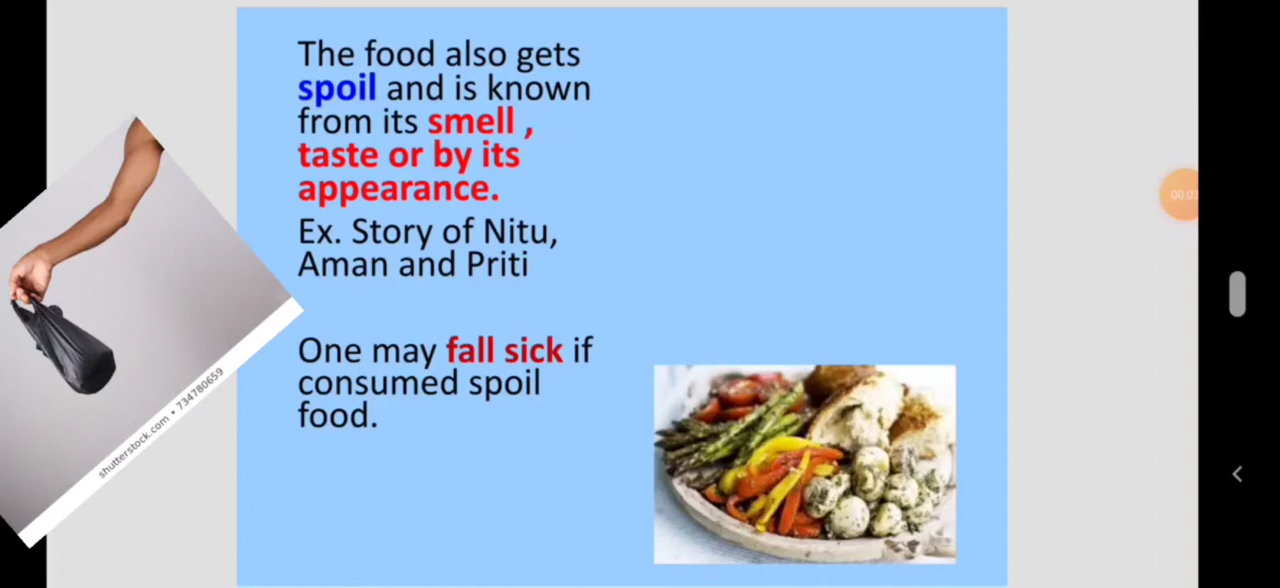 The food also gets
spoil and is known
from its smell ,
taste or by its
appearance.
Ex. Story of Nitu,
Aman and Priti
One may fall sick if
consumed spoil
food.
shutterstock.com • 734780659